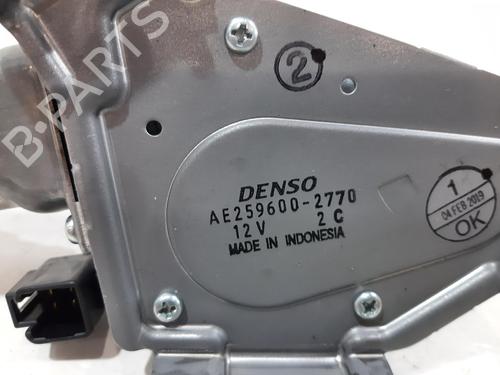 B-PARTS
2
DENSO
AE259600-2770
12V 2C
MADE IN INDONESIA
1
04 FEB 2019
OK